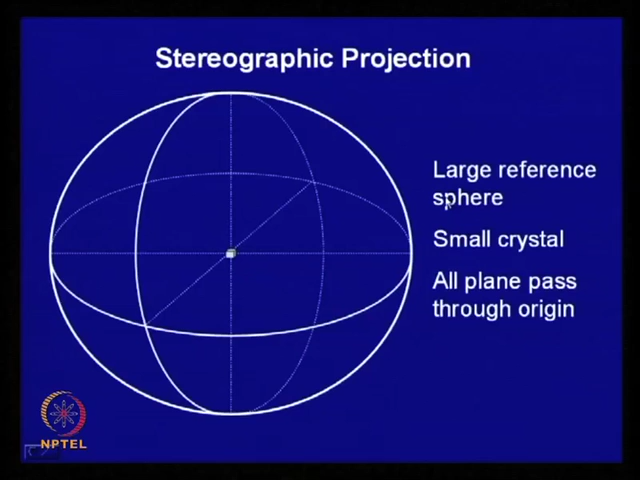 Stereographic Projection
Large reference
sphere
Small crystal
All plane pass
through origin
NPTEL